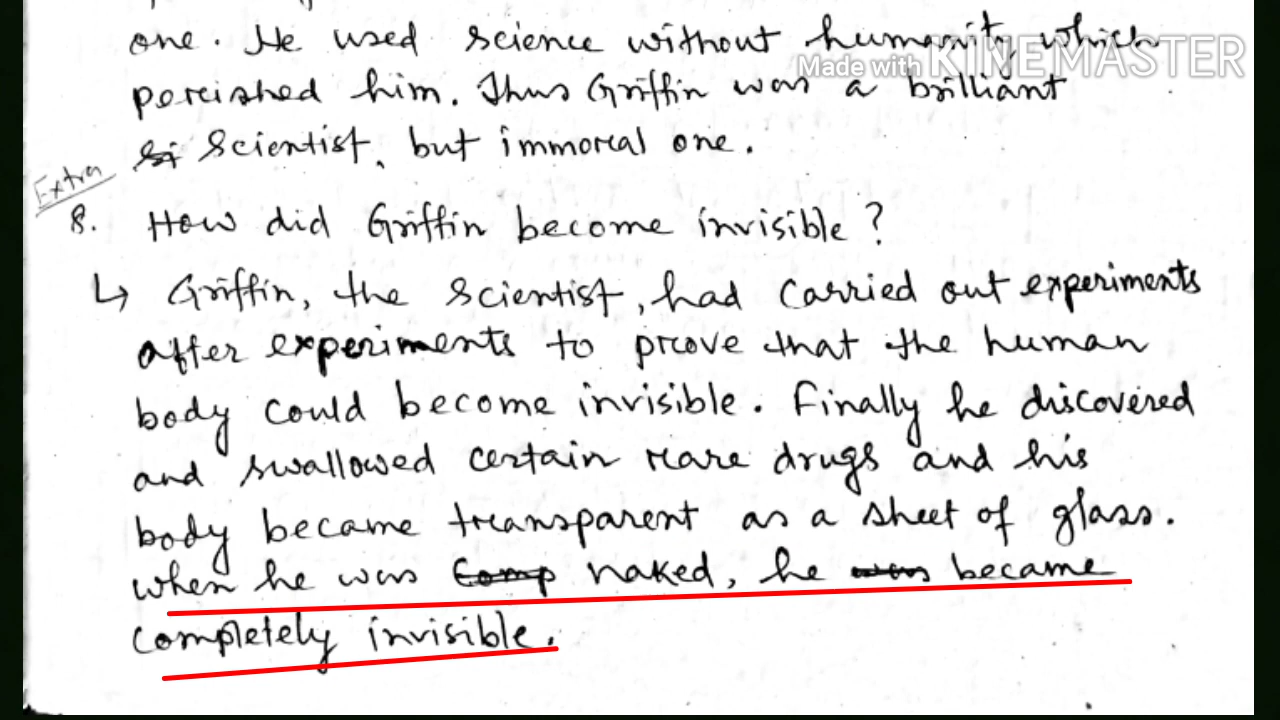 one. He used science without humanity which
Made with KINEMASTER
percished him. Thus Griffin was a brilliant
Scientist, but immoral one.
Extra
8. How did Griffin become invisible?
↳ Griffin, the scientist, had carried out experiments
after experiments to prove that the human
body could become invisible. Finally he discovered
and swallowed certain rare drugs and his
body became transparent as a sheet of glass.
When he was comp naked, he was became
completely invisible.